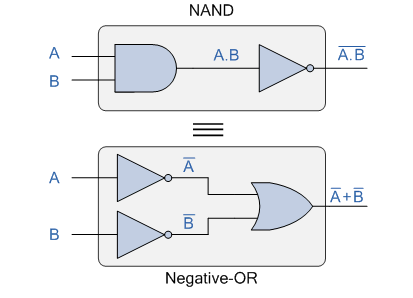 NAND
A
A.B
A̅.̅B̅
B
≡
A̅
A
A̅+B̅
B̅
B
Negative-OR